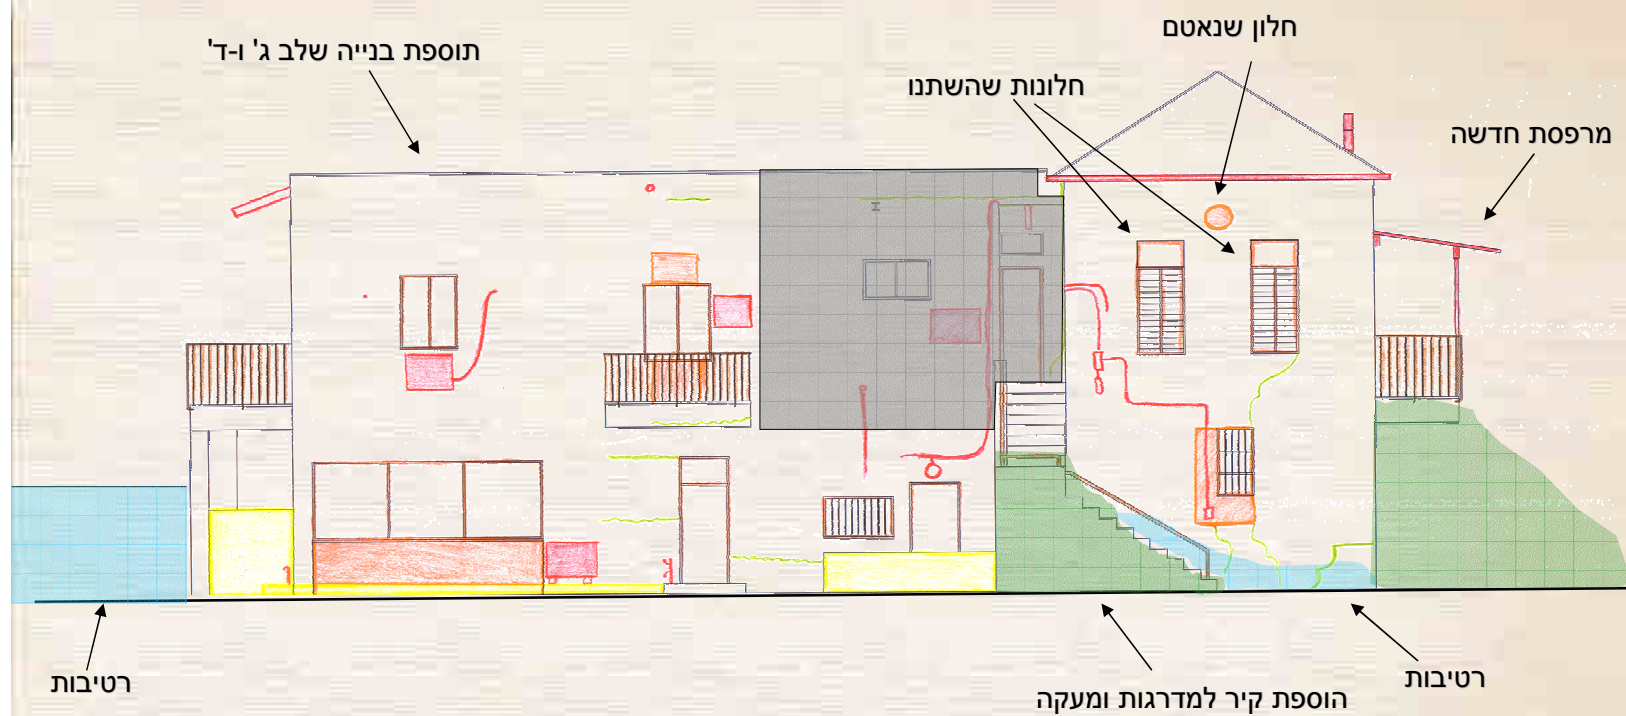 חלון שנאטם
תוספת בנייה שלב ג' ו-ד'
חלונות שהשתנו
מרפסת חדשה
רטיבות
הוספת קיר למדרגות ומעקה
רטיבות